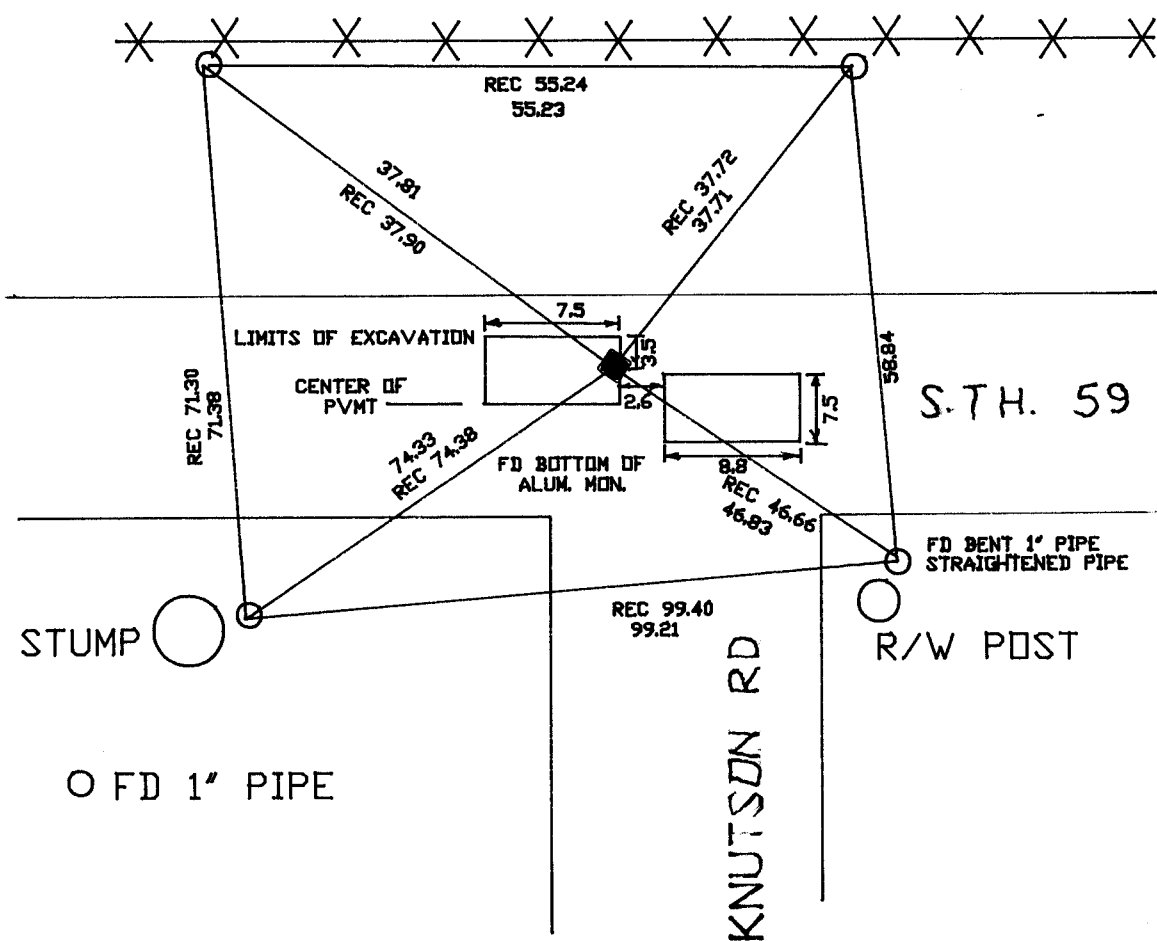 REC 55.24
55.23
37.81
REC 37.90
REC 37.72
37.71
7.5
LIMITS OF EXCAVATION
3.5
CENTER OF
PVMT
2.6
7.5
8.8
58.84
S.T.H. 59
REC 71.30
71.38
74.33
REC 74.38
FD BOTTOM OF
ALUM. MON.
REC 46.66
46.83
FD BENT 1" PIPE
STRAIGHTENED PIPE
REC 99.40
99.21
STUMP
R/W POST
KNUTSON RD
O FD 1" PIPE